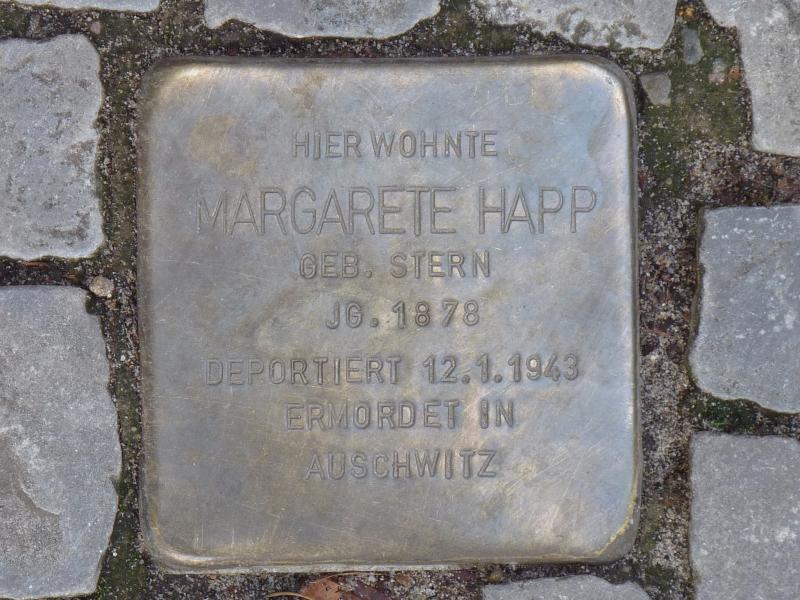 HIER WOHNTE
MARGARETE HAPP
GEB. STERN
JG. 1878
DEPORTIERT 12.1.1943
ERMORDET IN
AUSCHWITZ